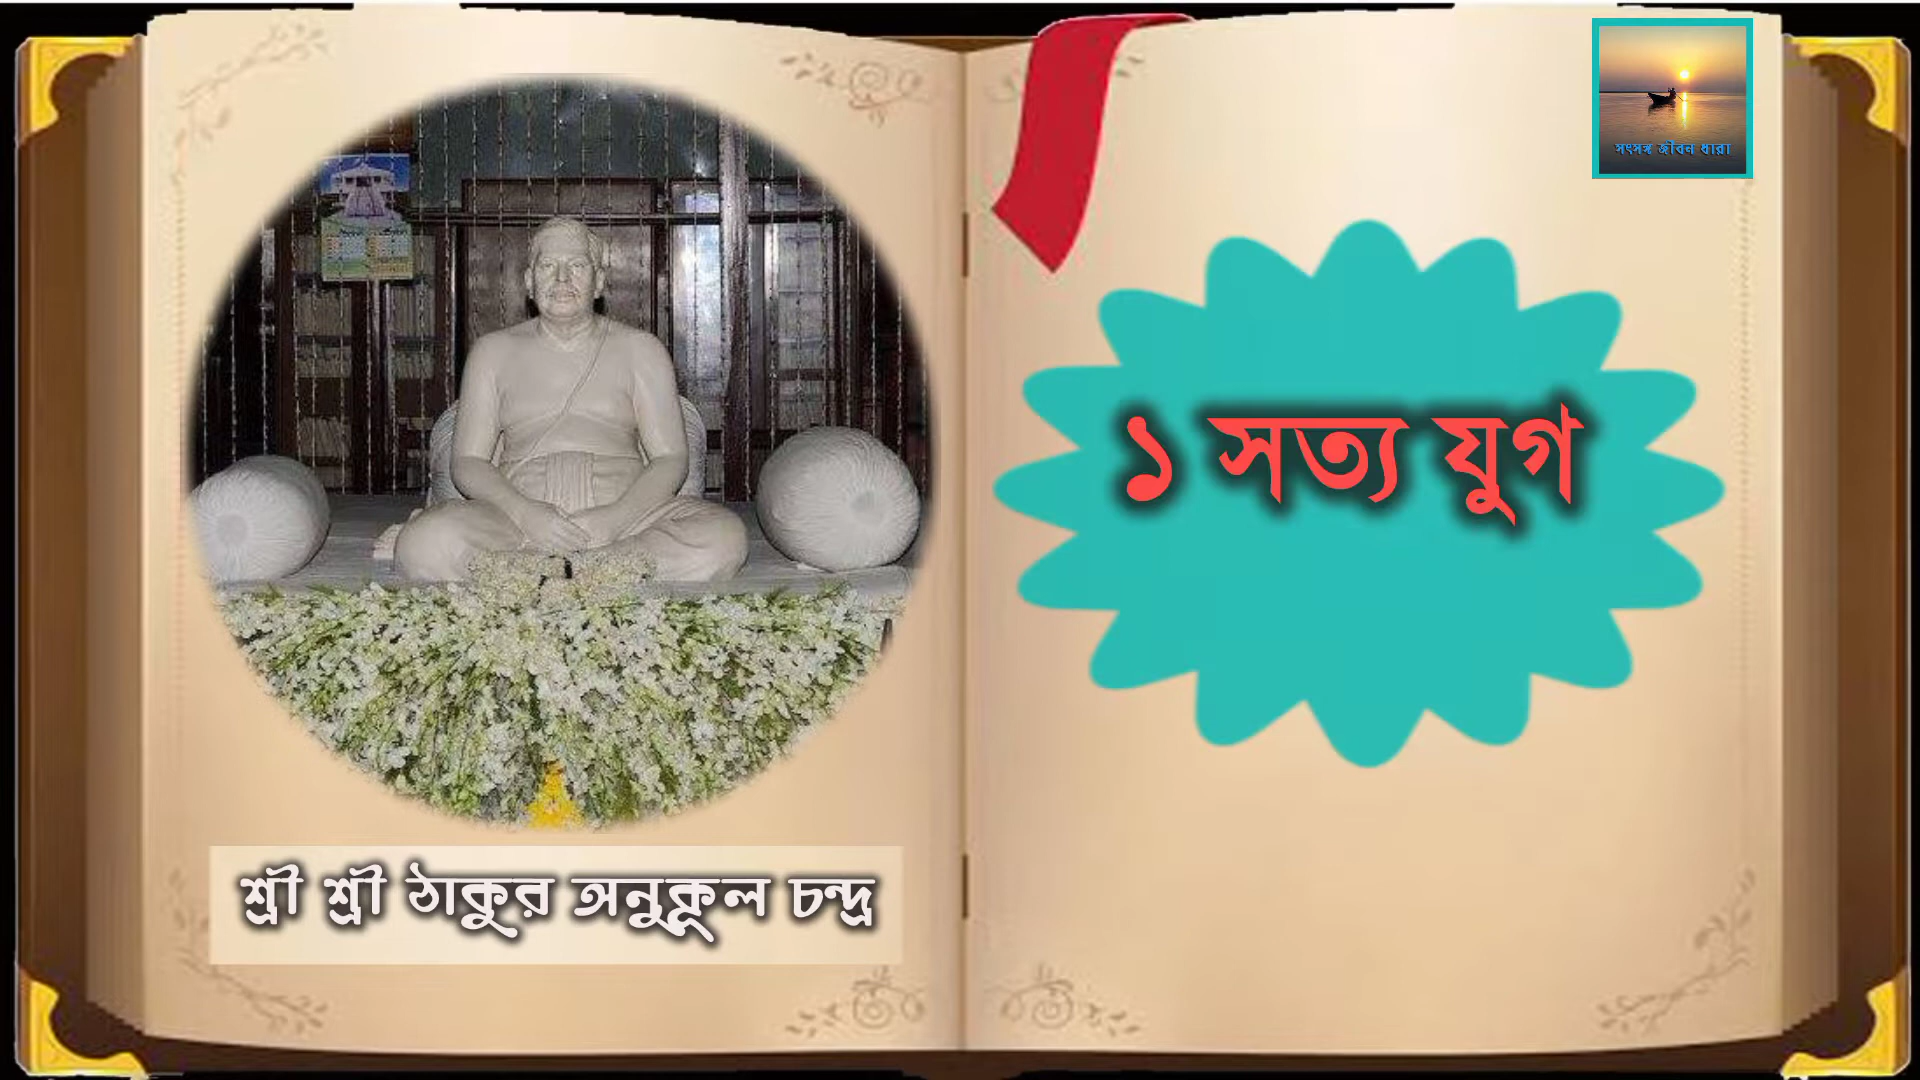 সৎসঙ্গ জীবন ধারা
১ সত্য যুগ
শ্রী শ্রী ঠাকুর অনুকূল চন্দ্র